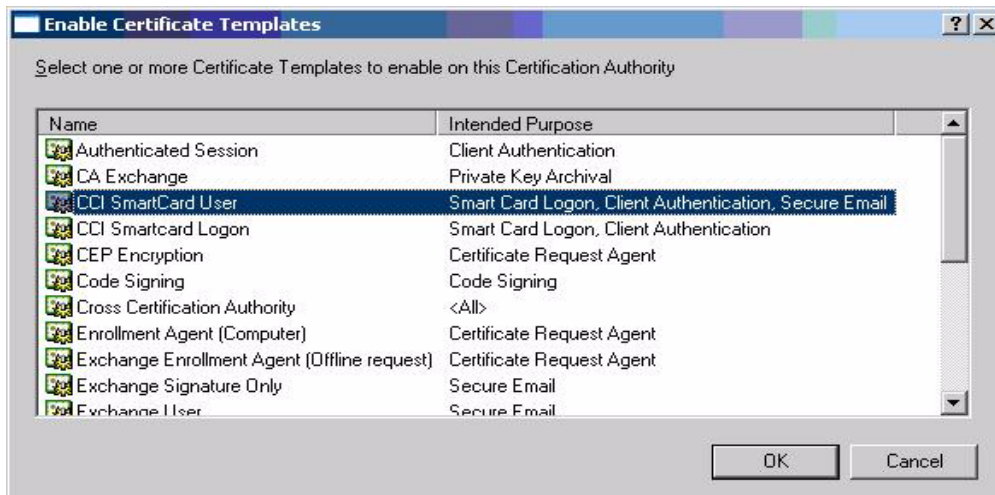 Enable Certificate Templates
Select one or more Certificate Templates to enable on this Certification Authority
Name Intended Purpose
Authenticated Session Client Authentication
CA Exchange Private Key Archival
CCI SmartCard User Smart Card Logon, Client Authentication, Secure Email
CCI Smartcard Logon Smart Card Logon, Client Authentication
CEP Encryption Certificate Request Agent
Code Signing Code Signing
Cross Certification Authority <All>
Enrollment Agent (Computer) Certificate Request Agent
Exchange Enrollment Agent (Offline request) Certificate Request Agent
Exchange Signature Only Secure Email
Exchange User Secure Email
OK Cancel